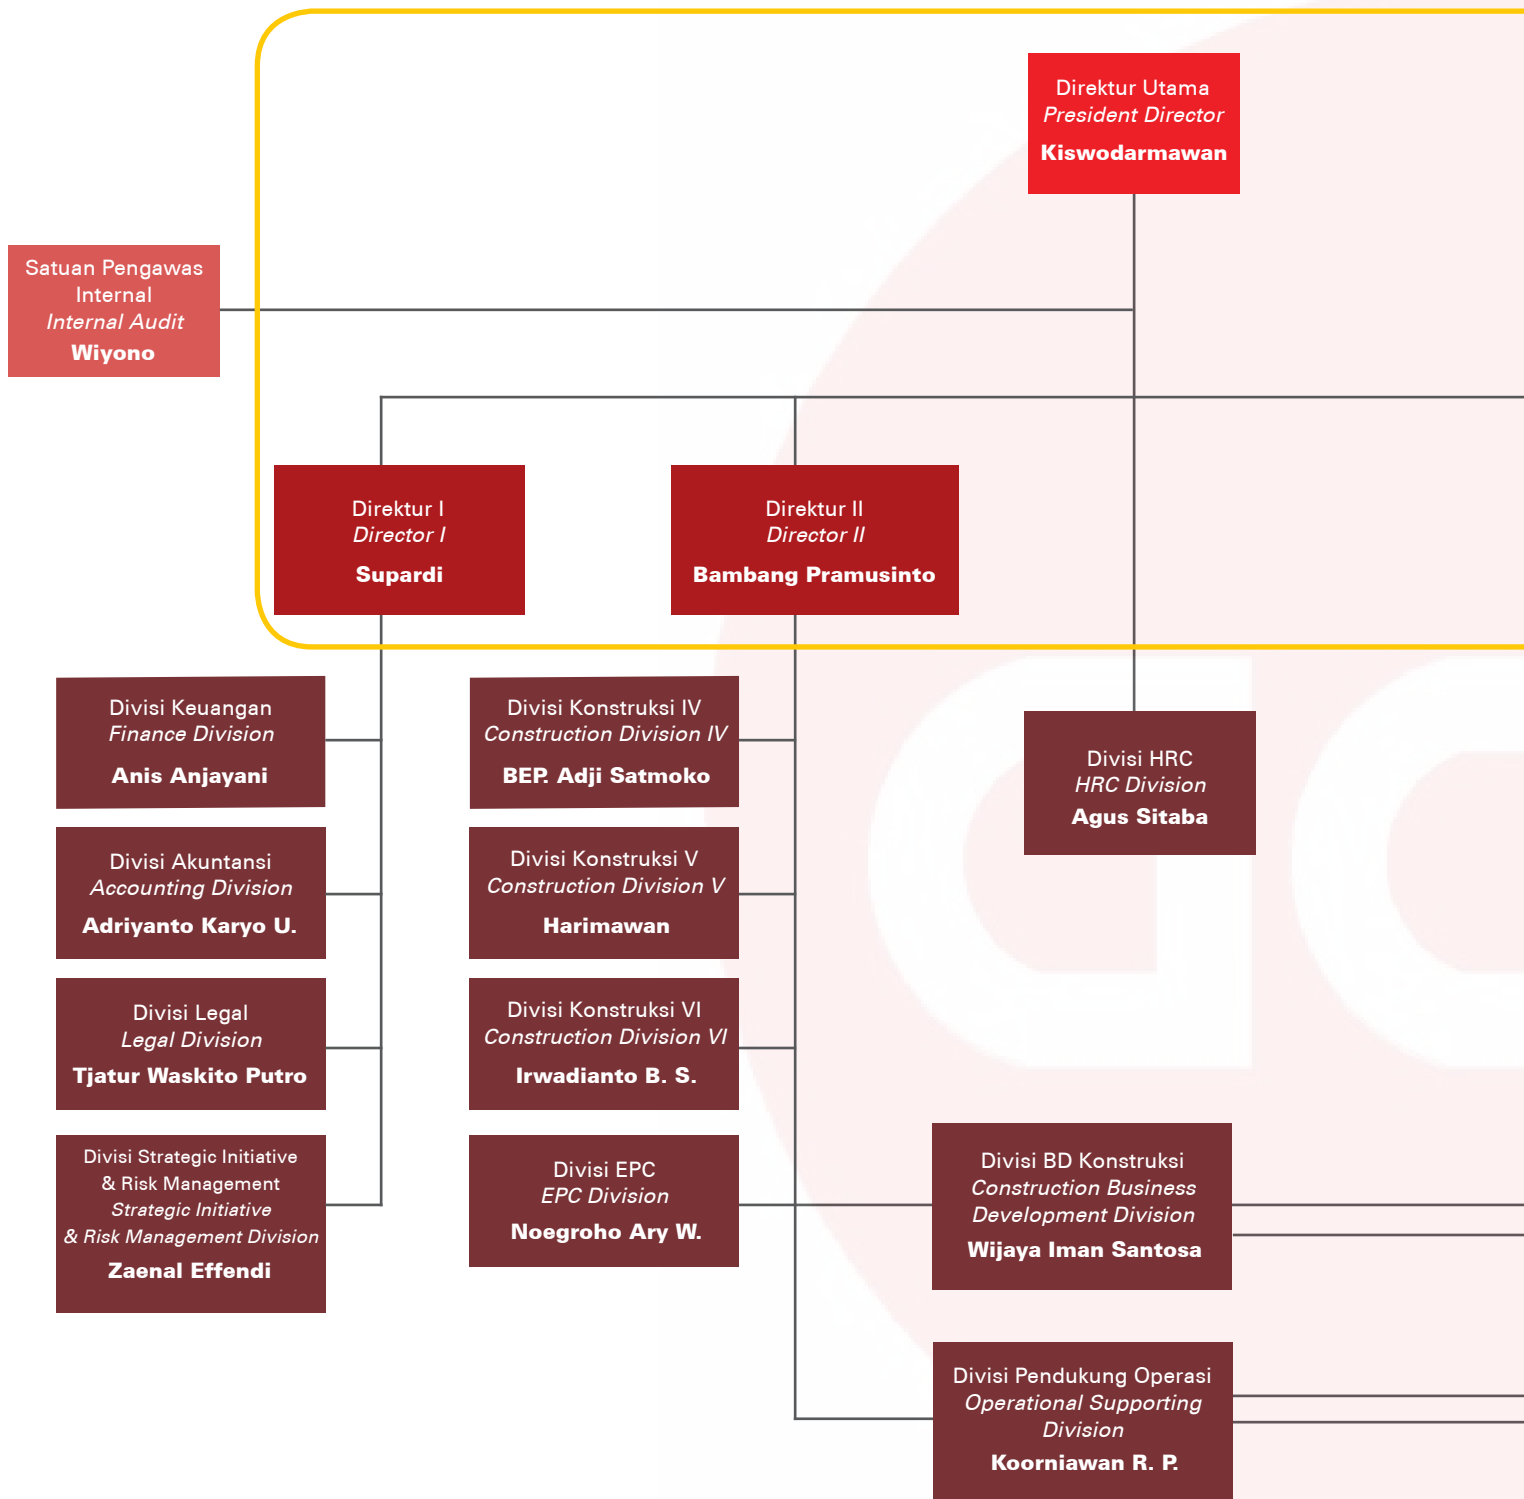 Direktur Utama
President Director
Kiswodarmawan
Satuan Pengawas
Internal
Internal Audit
Wiyono
Direktur I
Director I
Supardi
Direktur II
Director II
Bambang Pramusinto
Divisi Keuangan
Finance Division
Anis Anjayani
Divisi Konstruksi IV
Construction Division IV
BEP. Adji Satmoko
Divisi HRC
HRC Division
Agus Sitaba
Divisi Akuntansi
Accounting Division
Adriyanto Karyo U.
Divisi Konstruksi V
Construction Division V
Harimawan
Divisi Legal
Legal Division
Tjatur Waskito Putro
Divisi Konstruksi VI
Construction Division VI
Irwadianto B. S.
Divisi Strategic Initiative
& Risk Management
Strategic Initiative
& Risk Management Division
Zaenal Effendi
Divisi EPC
EPC Division
Noegroho Ary W.
Divisi BD Konstruksi
Construction Business
Development Division
Wijaya Iman Santosa
Divisi Pendukung Operasi
Operational Supporting
Division
Koorniawan R. P.